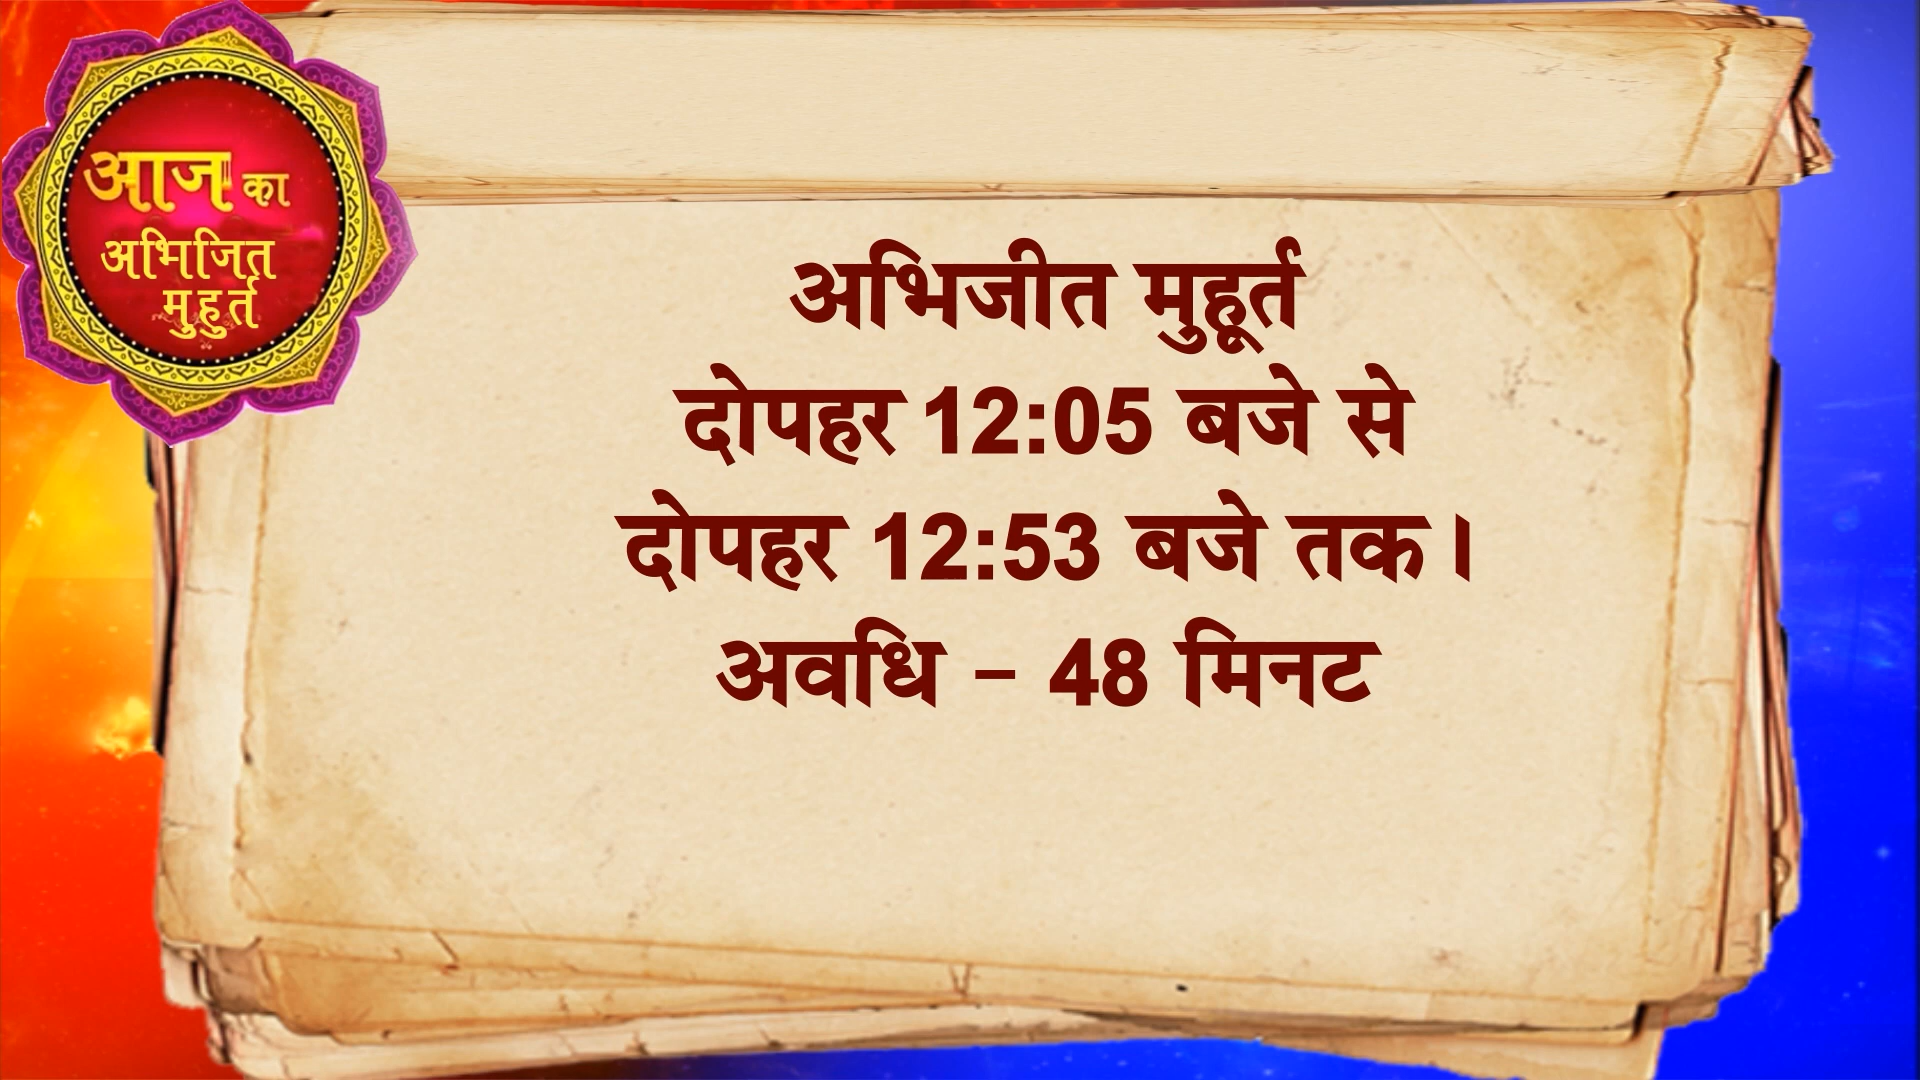 आज का
अभिजित
मुहुर्त
अभिजीत मुहूर्त
दोपहर 12:05 बजे से
दोपहर 12:53 बजे तक।
अवधि - 48 मिनट